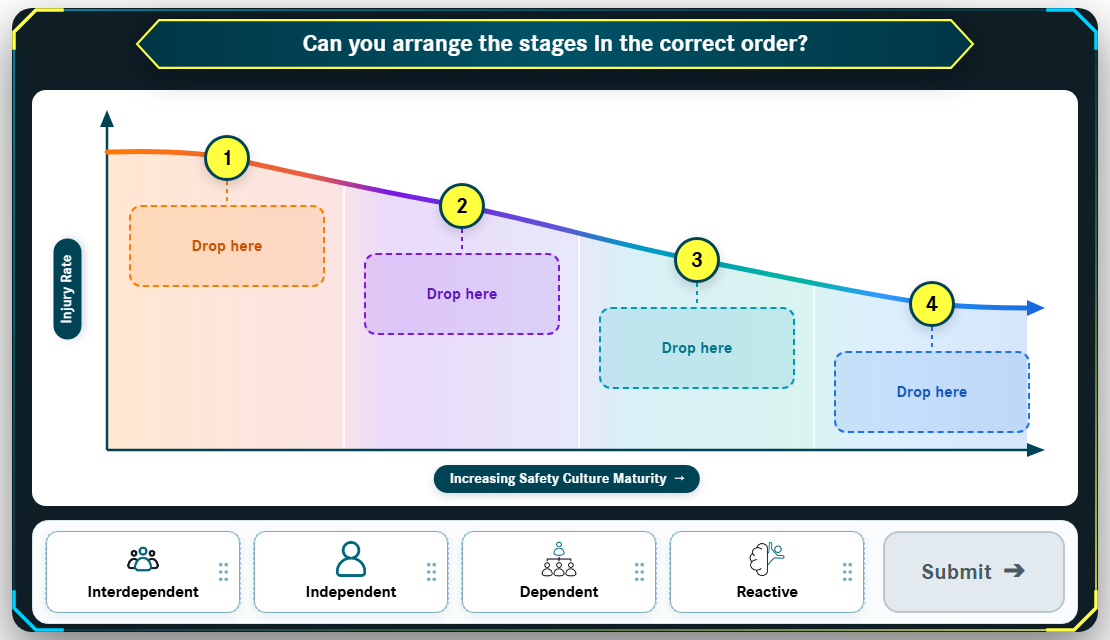 Can you arrange the stages in the correct order?
1
2
3
4
Drop here
Drop here
Drop here
Drop here
Injury Rate
Increasing Safety Culture Maturity →
Interdependent
Independent
Dependent
Reactive
Submit ➔